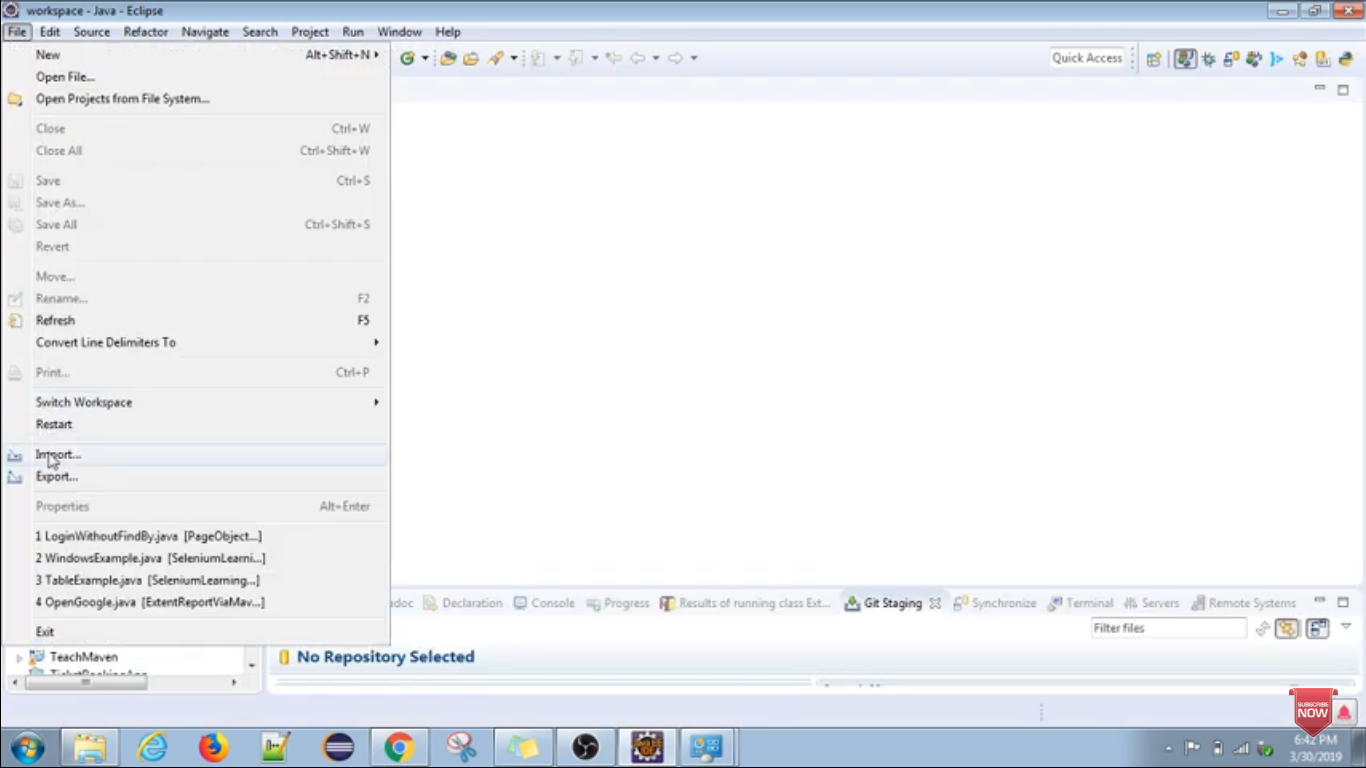 workspace - Java - Eclipse
File Edit Source Refactor Navigate Search Project Run Window Help
New Alt+Shift+N
Open File...
Open Projects from File System...
Close Ctrl+W
Close All Ctrl+Shift+W
Save Ctrl+S
Save As...
Save All Ctrl+Shift+S
Revert
Move...
Rename... F2
Refresh F5
Convert Line Delimiters To
Print... Ctrl+P
Switch Workspace
Restart
Import...
Export...
Properties Alt+Enter
1 LoginWithoutFindBy.java [PageObject...]
2 WindowsExample.java [SeleniumLearni...]
3 TableExample.java [SeleniumLearning...]
4 OpenGoogle.java [ExtentReportViaMav...]
Exit
Quick Access
doc Declaration Console Progress Results of running class Ext... Git Staging Synchronize Terminal Servers Remote Systems
Filter files
TeachMaven
TicketBookingApp
No Repository Selected
SUBSCRIBE
NOW
6:42 PM
3/30/2019